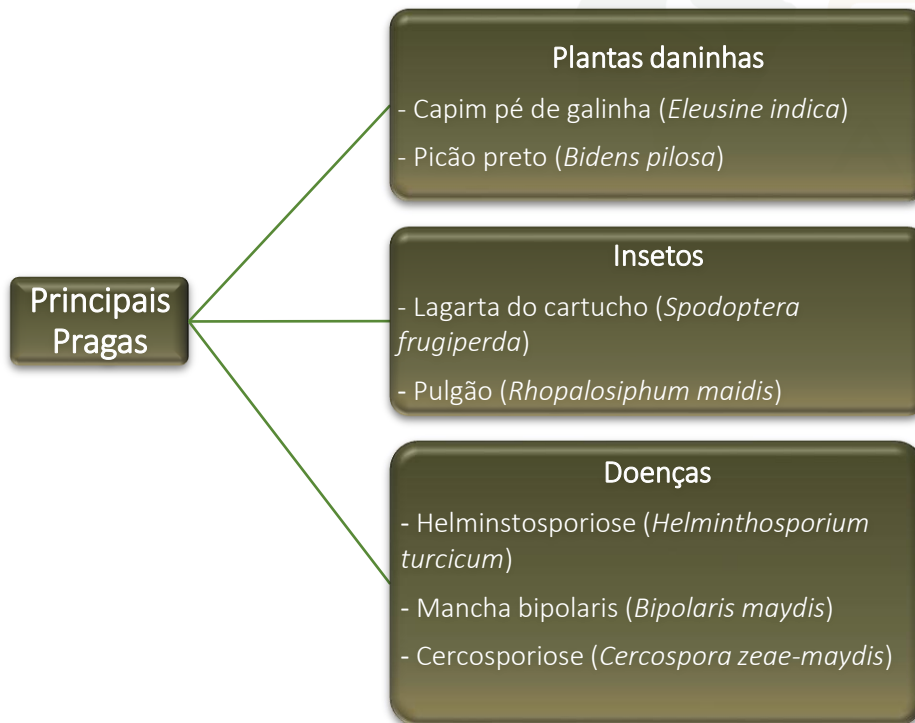 Principais
Pragas
Plantas daninhas
- Capim pé de galinha (Eleusine indica)
- Picão preto (Bidens pilosa)
Insetos
- Lagarta do cartucho (Spodoptera
frugiperda)
- Pulgão (Rhopalosiphum maidis)
Doenças
- Helminstosporiose (Helminthosporium
turcicum)
- Mancha bipolaris (Bipolaris maydis)
- Cercosporiose (Cercospora zeae-maydis)